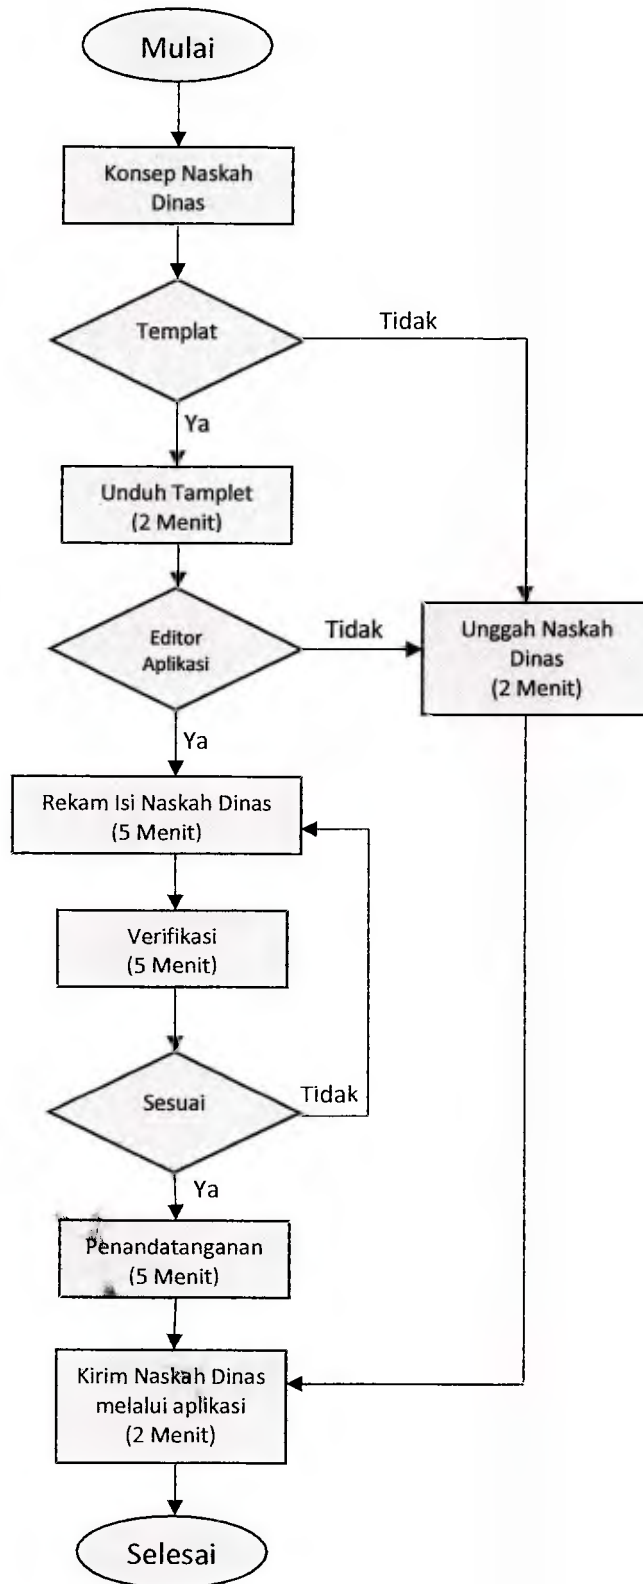 Mulai
Konsep Naskah
Dinas
Templat
Tidak
Ya
Unduh Tamplet
(2 Menit)
Editor
Aplikasi
Tidak
Unggah Naskah
Dinas
(2 Menit)
Ya
Rekam Isi Naskah Dinas
(5 Menit)
Verifikasi
(5 Menit)
Sesuai
Tidak
Ya
Penandatanganan
(5 Menit)
Kirim Naskah Dinas
melalui aplikasi
(2 Menit)
Selesai